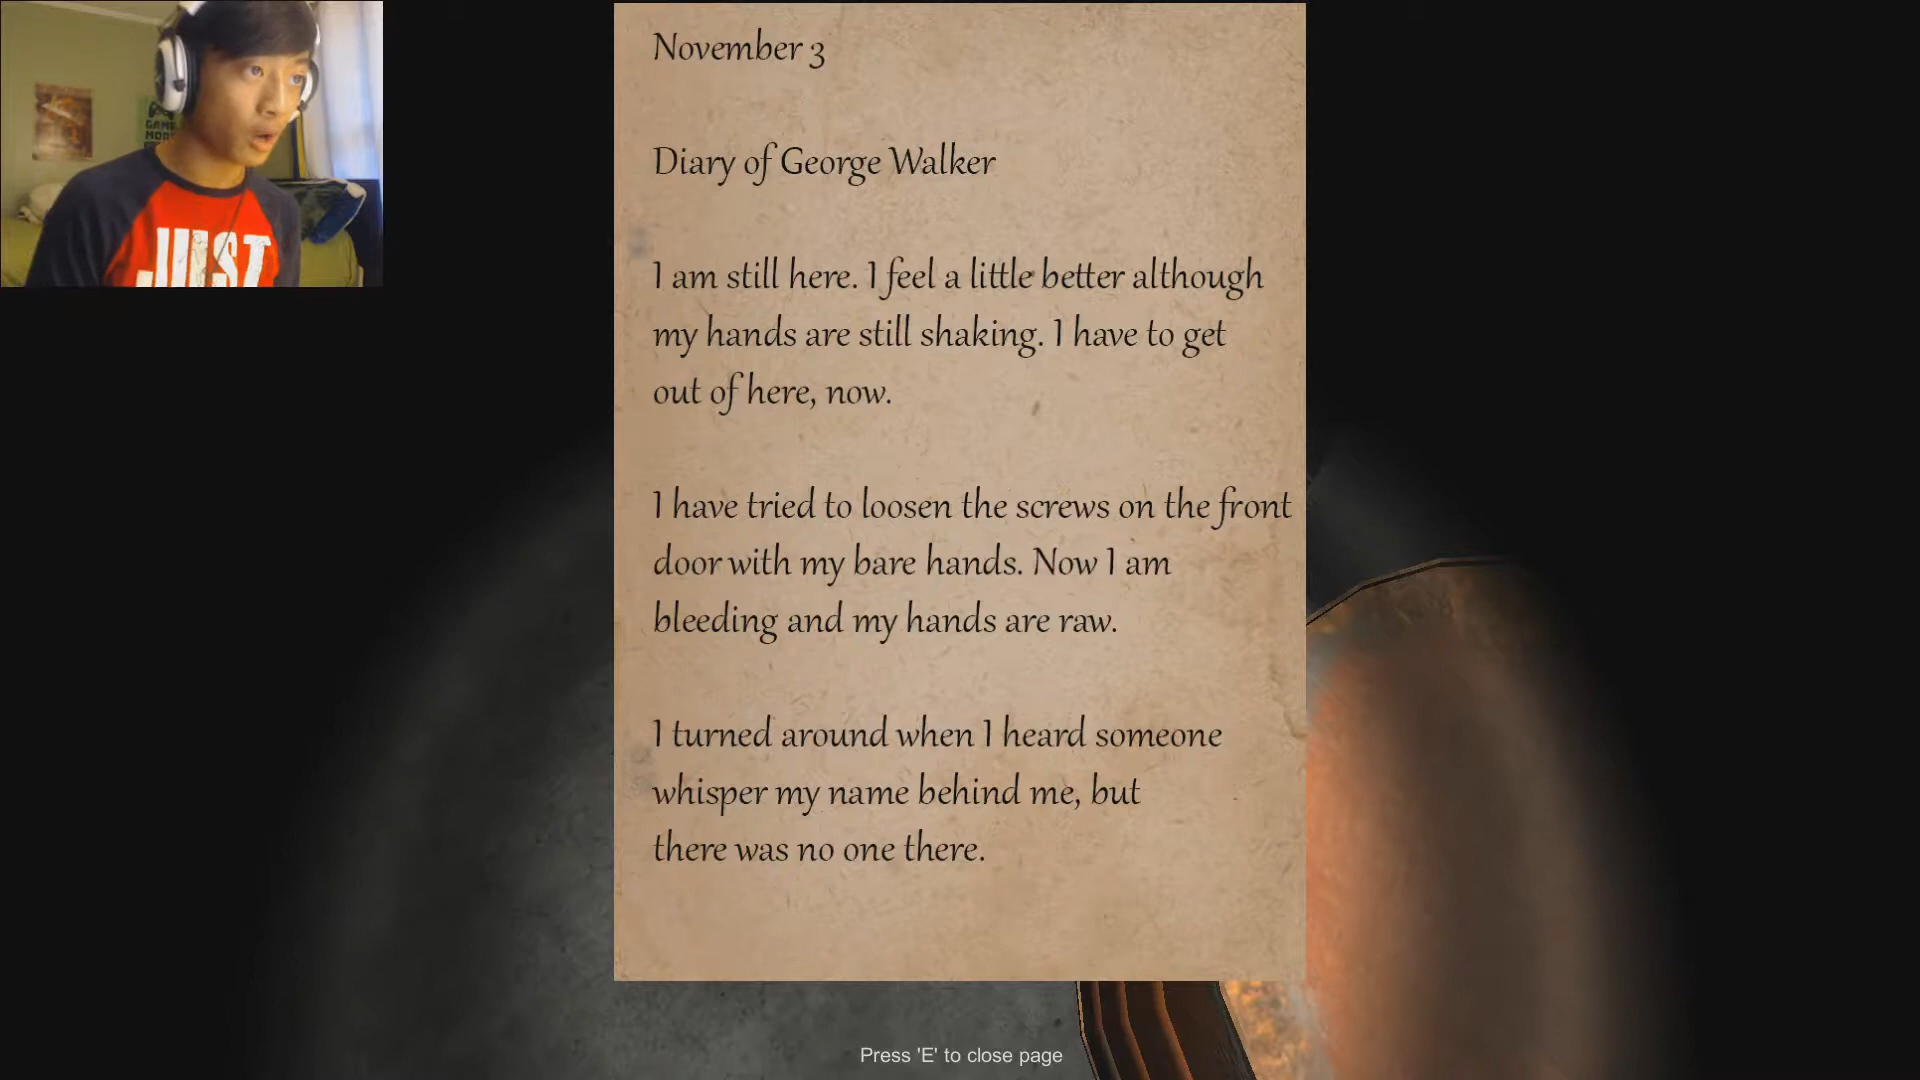 November 3
Diary of George Walker
I am still here. I feel a little better although
my hands are still shaking. I have to get
out of here, now.
I have tried to loosen the screws on the front
door with my bare hands. Now I am
bleeding and my hands are raw.
I turned around when I heard someone
whisper my name behind me, but
there was no one there.
Press 'E' to close page
GAME
JUST